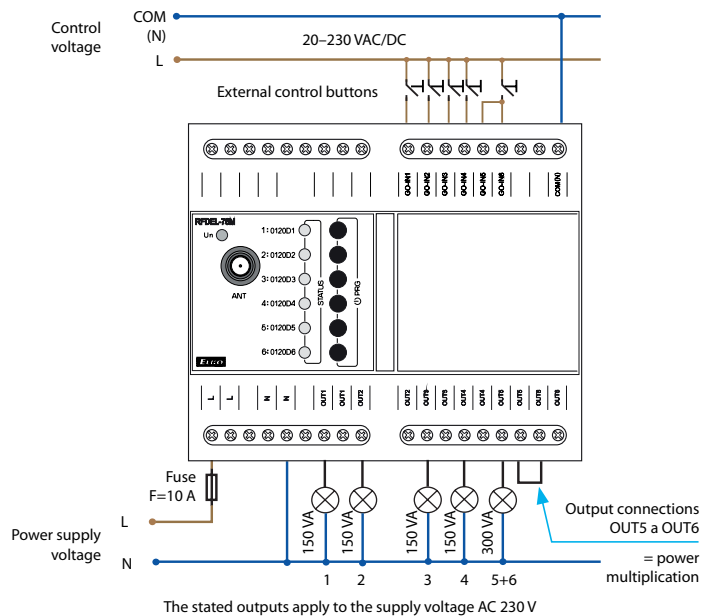 COM
(N)
Control
voltage
L
20–230 VAC/DC
External control buttons
GO-IN1 GO-IN2 GO-IN3 GO-IN4 GO-IN5 GO-IN6 COM(N)
RFDEL-76M
Un
ANT
1: 0120D1
2: 0120D2
3: 0120D3
4: 0120D4
5: 0120D5
6: 0120D6
STATUS
PRG
ELKO
L L N N OUT1 OUT1 OUT2
OUT2 OUT3 OUT3 OUT4 OUT4 OUT5 OUT5 OUT6 OUT6
Fuse
F=10 A
150 VA
150 VA
150 VA
150 VA
300 VA
L
Power supply
voltage
N
Output connections
OUT5 a OUT6
= power
multiplication
1 2 3 4 5+6
The stated outputs apply to the supply voltage AC 230 V